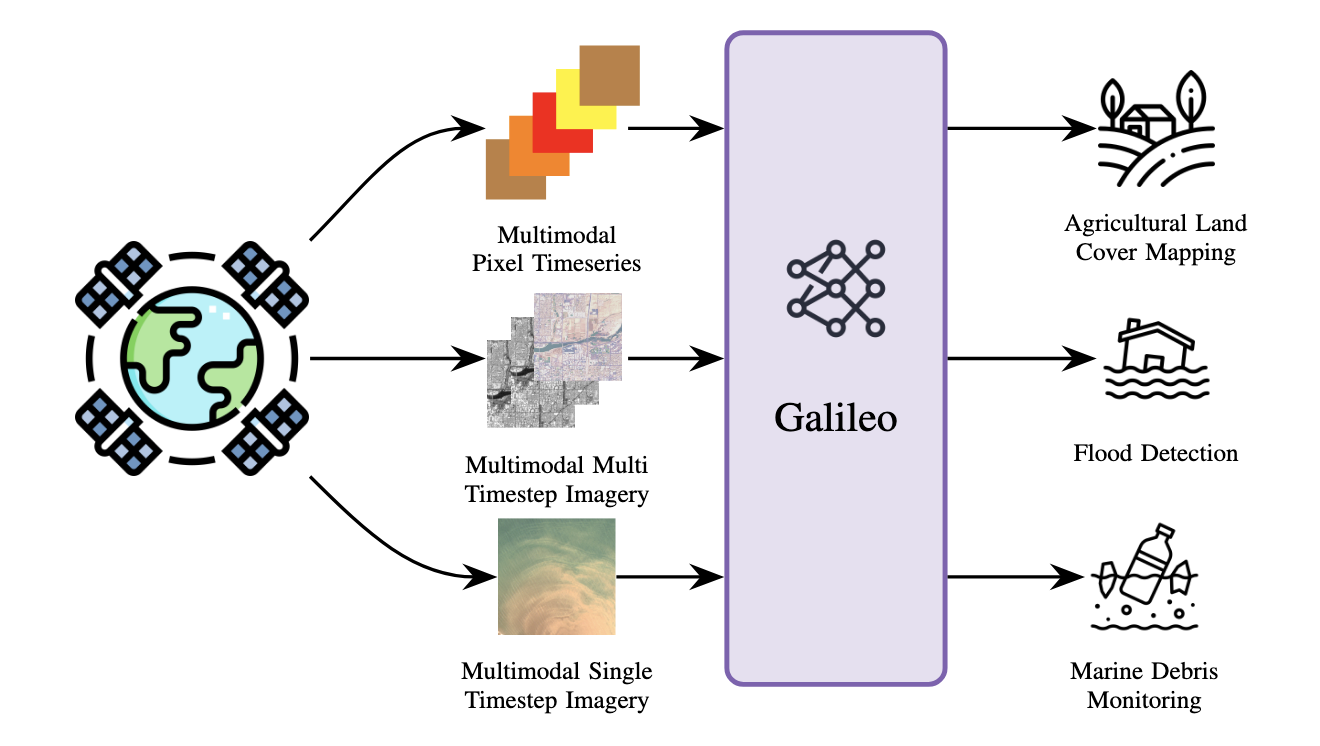 Multimodal
Pixel Timeseries
Multimodal Multi
Timestep Imagery
Multimodal Single
Timestep Imagery
Galileo
Agricultural Land
Cover Mapping
Flood Detection
Marine Debris
Monitoring